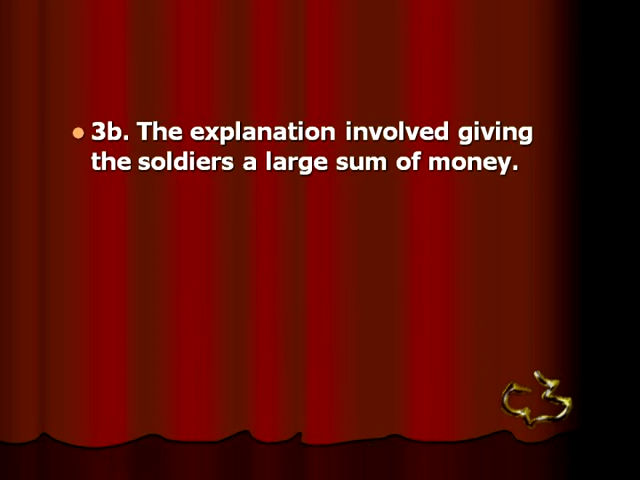 3b. The explanation involved giving
the soldiers a large sum of money.